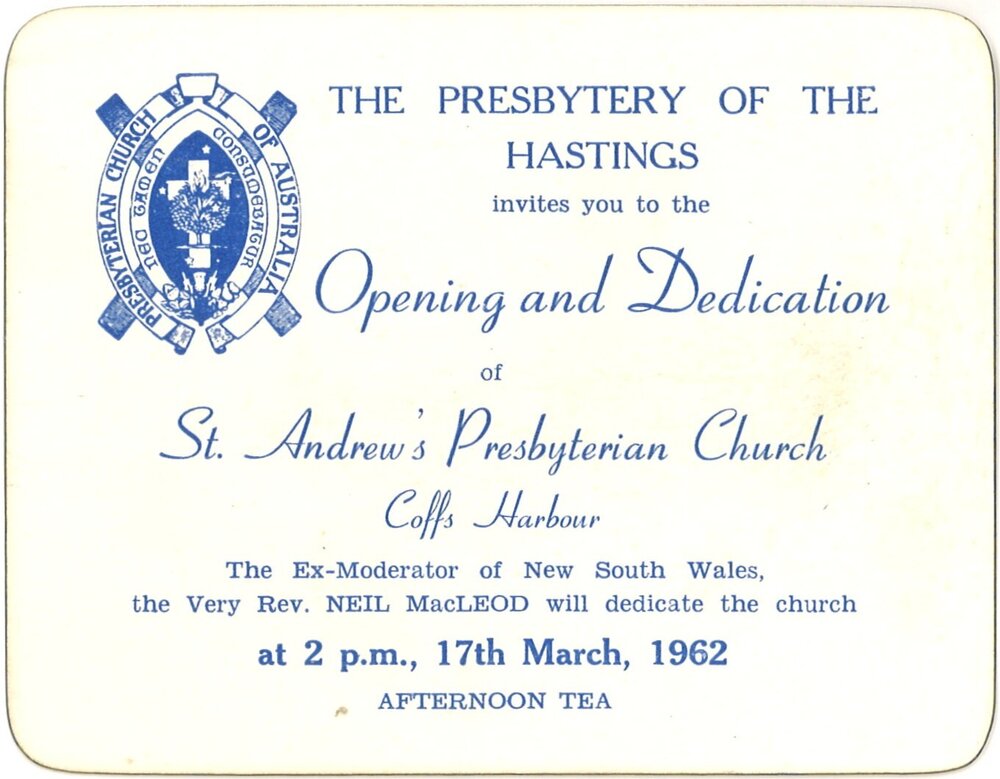 PRESBYTERIAN CHURCH OF AUSTRALIA
NEC TAMEN CONSUMEBATUR
THE PRESBYTERY OF THE
HASTINGS
invites you to the
Opening and Dedication
of
St. Andrew's Presbyterian Church
Coffs Harbour
The Ex-Moderator of New South Wales,
the Very Rev. NEIL MacLEOD will dedicate the church
at 2 p.m., 17th March, 1962
AFTERNOON TEA